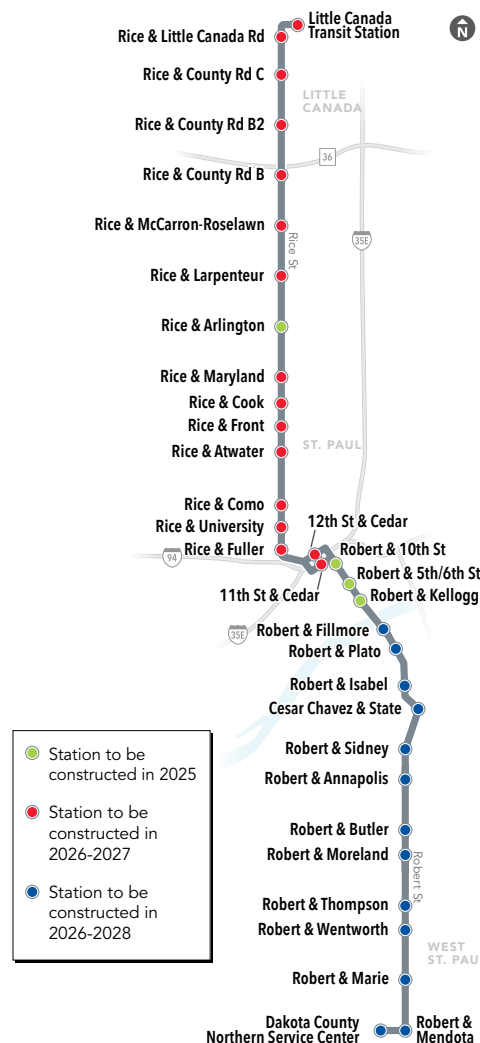 Little Canada
Transit Station
N
Rice & Little Canada Rd
Rice & County Rd C
LITTLE
CANADA
Rice & County Rd B2
36
Rice & County Rd B
Rice & McCarron-Roselawn
Rice St
35E
Rice & Larpenteur
Rice & Arlington
Rice & Maryland
Rice & Cook
Rice & Front
ST. PAUL
Rice & Atwater
Rice & Como
Rice & University
12th St & Cedar
94
Rice & Fuller
Robert & 10th St
Robert & 5th/6th St
11th St & Cedar
Robert & Kellogg
35E
Robert & Fillmore
Robert & Plato
Robert & Isabel
Cesar Chavez & State
Robert & Sidney
Robert & Annapolis
Robert & Butler
Robert & Moreland
Robert St
Robert & Thompson
Robert & Wentworth
WEST
ST. PAU
Robert & Marie
Dakota County
Northern Service Center
Robert &
Mendota
Station to be
constructed in 2025
Station to be
constructed in
2026-2027
Station to be
constructed in
2026-2028